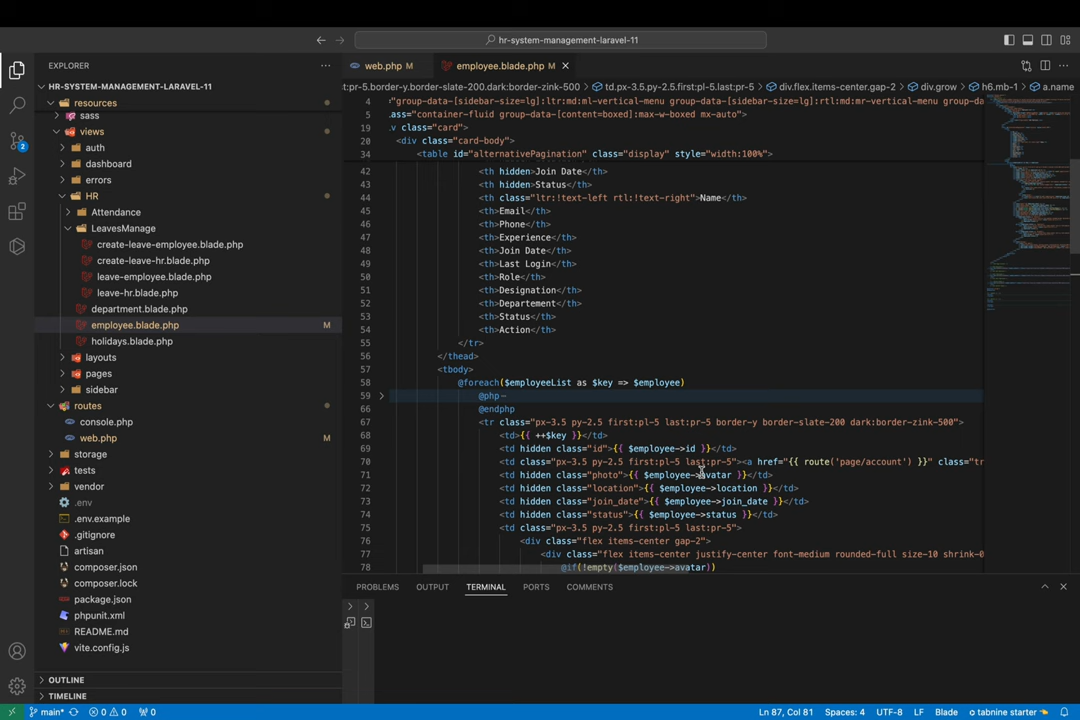 hr-system-management-laravel-11
EXPLORER
web.php M
employee.blade.php M
HR-SYSTEM-MANAGEMENT-LARAVEL-11
resources
sass
views
auth
dashboard
errors
HR
Attendance
LeavesManage
create-leave-employee.blade.php
create-leave-hr.blade.php
leave-employee.blade.php
leave-hr.blade.php
department.blade.php
employee.blade.php M
holidays.blade.php
layouts
pages
sidebar
routes
console.php
web.php M
storage
tests
vendor
.env
.env.example
.gitignore
artisan
composer.json
composer.lock
package.json
phpunit.xml
README.md
vite.config.js
OUTLINE
TIMELINE
2
:pr-5.border-y.border-slate-200.dark:border-zink-500 > td.px-3.5.py-2.5.first:pl-5.last:pr-5 > div.flex.items-center.gap-2 > div.grow > h6.mb-1 > a.name
4 :"group-data-[sidebar-size=lg]:ltr:md:ml-vertical-menu group-data-[sidebar-size=lg]:rtl:md:mr-vertical-menu group-da
5 .ass="container-fluid group-data-[content=boxed]:max-w-boxed mx-auto">
19 .v class="card">
20 <div class="card-body">
34 <table id="alternativePagination" class="display" style="width:100%">
42 <th hidden>Join Date</th>
43 <th hidden>Status</th>
44 <th class="ltr:!text-left rtl:!text-right">Name</th>
45 <th>Email</th>
46 <th>Phone</th>
47 <th>Experience</th>
48 <th>Join Date</th>
49 <th>Last Login</th>
50 <th>Role</th>
51 <th>Designation</th>
52 <th>Departement</th>
53 <th>Status</th>
54 <th>Action</th>
55 </tr>
56 </thead>
57 <tbody>
58 @foreach($employeeList as $key => $employee)
59 @php
66 @endphp
67 <tr class="px-3.5 py-2.5 first:pl-5 last:pr-5 border-y border-slate-200 dark:border-zink-500">
68 <td>{{ ++$key }}</td>
69 <td hidden class="id">{{ $employee->id }}</td>
70 <td class="px-3.5 py-2.5 first:pl-5 last:pr-5"><a href="{{ route('page/account') }}" class="tr
71 <td hidden class="photo">{{ $employee->avatar }}</td>
72 <td hidden class="location">{{ $employee->location }}</td>
73 <td hidden class="join_date">{{ $employee->join_date }}</td>
74 <td hidden class="status">{{ $employee->status }}</td>
75 <td class="px-3.5 py-2.5 first:pl-5 last:pr-5">
76 <div class="flex items-center gap-2">
77 <div class="flex items-center justify-center font-medium rounded-full size-10 shrink-0
78 @if(!empty($employee->avatar))
PROBLEMS OUTPUT TERMINAL PORTS COMMENTS
main* 0 0 0 Ln 87, Col 81 Spaces: 4 UTF-8 LF Blade tabnine starter